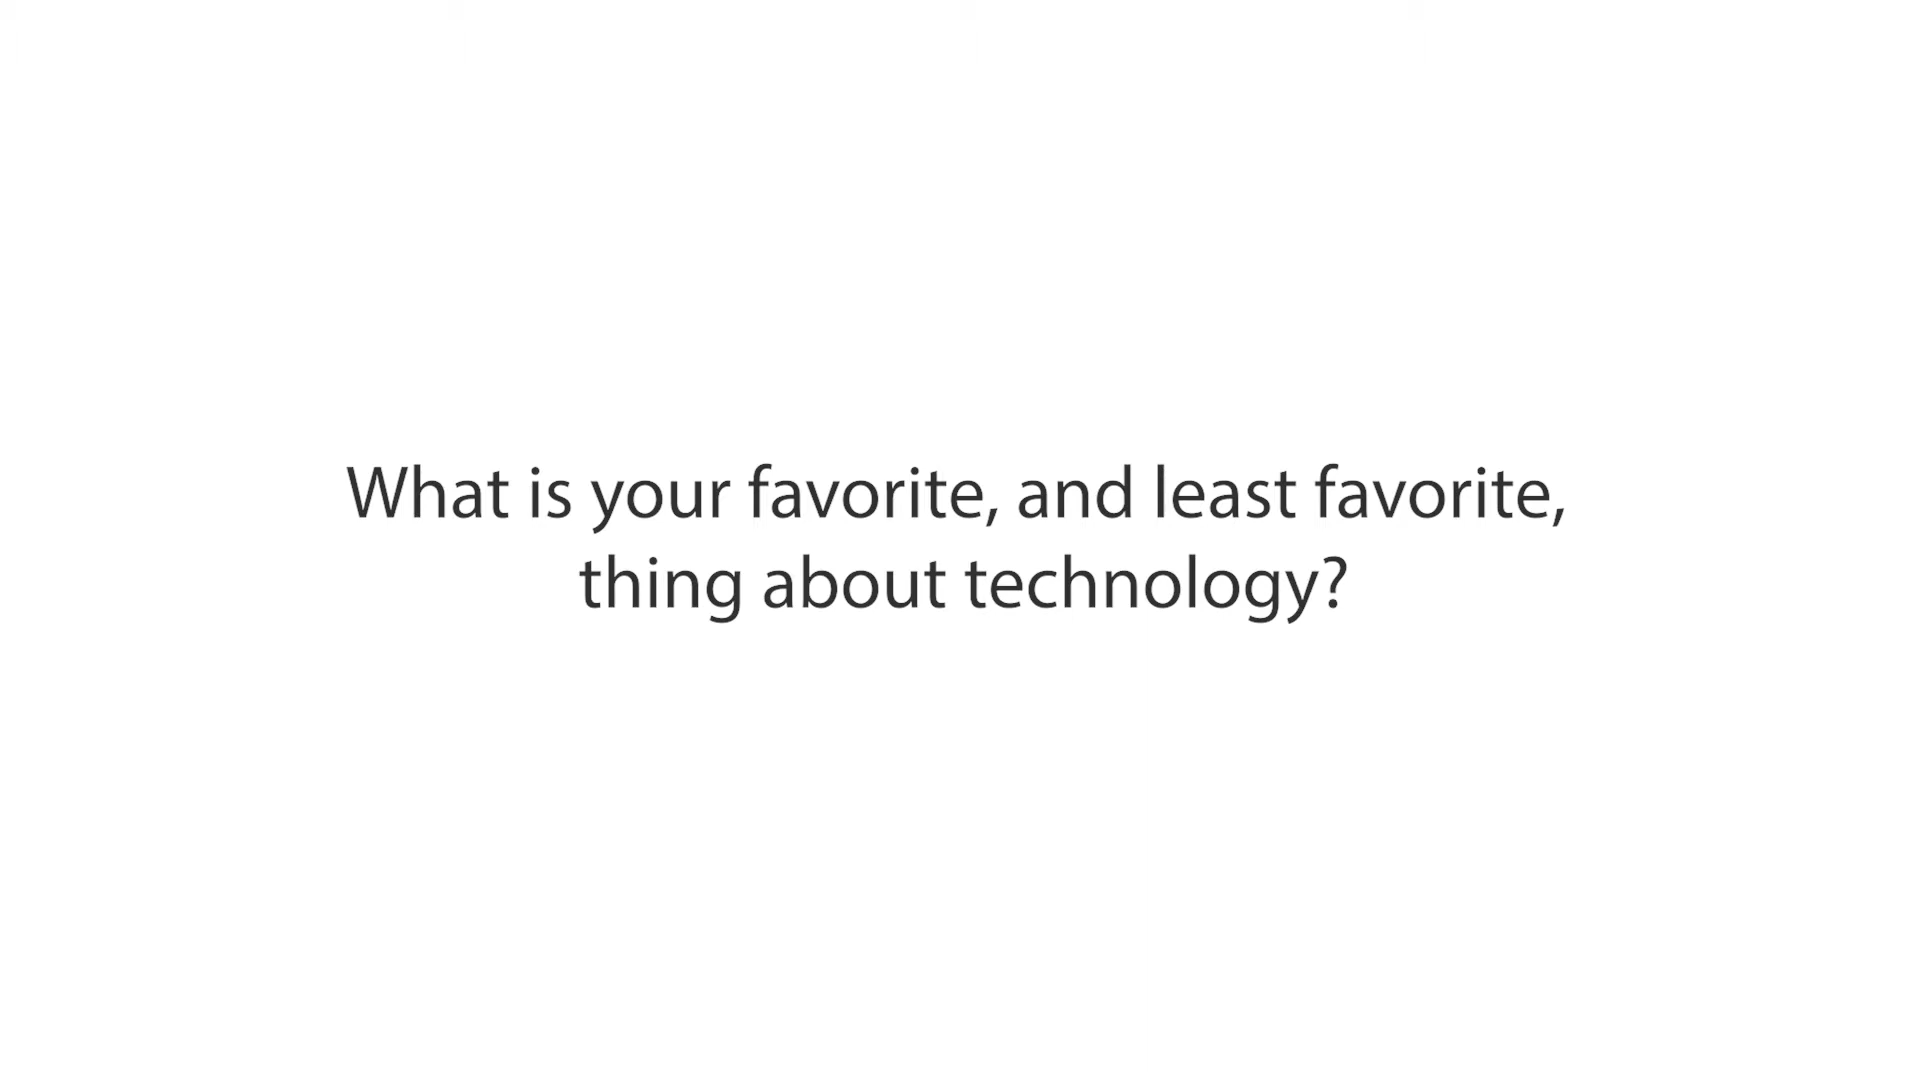 What is your favorite, and least favorite,
thing about technology?